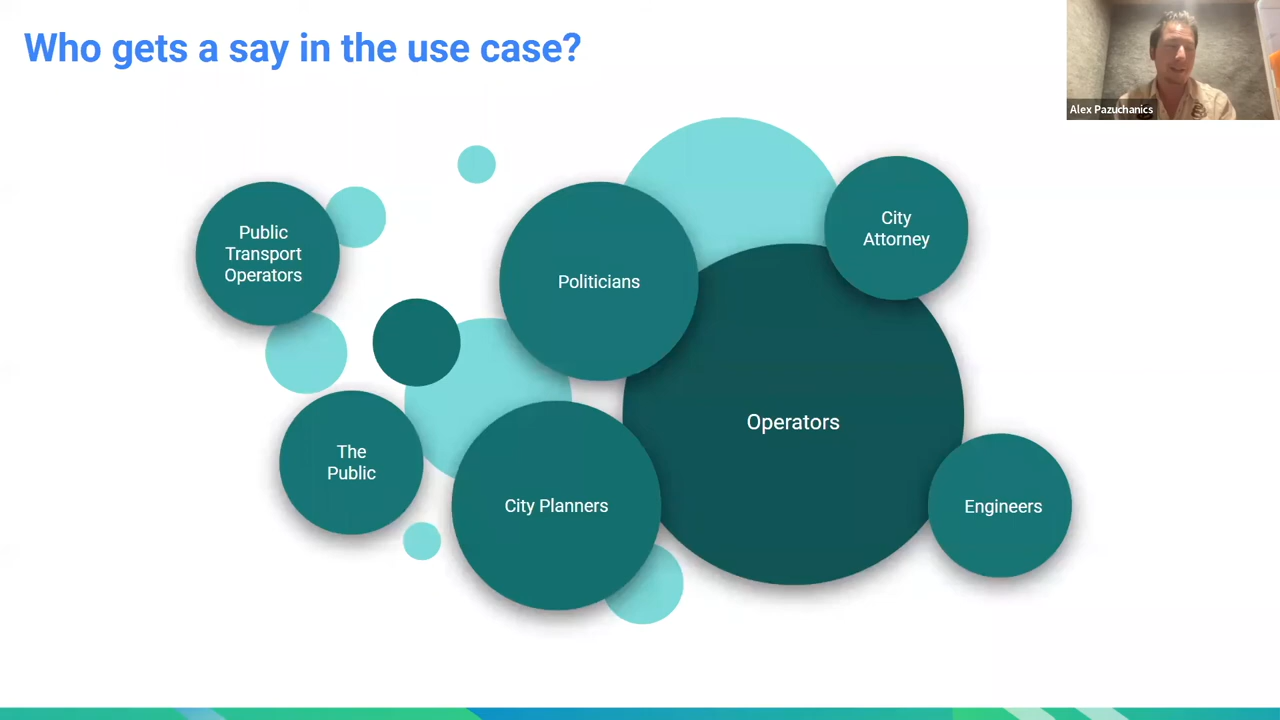 Who gets a say in the use case?
Alex Pazuchanics
Public
Transport
Operators
Politicians
City
Attorney
Operators
The
Public
City Planners
Engineers